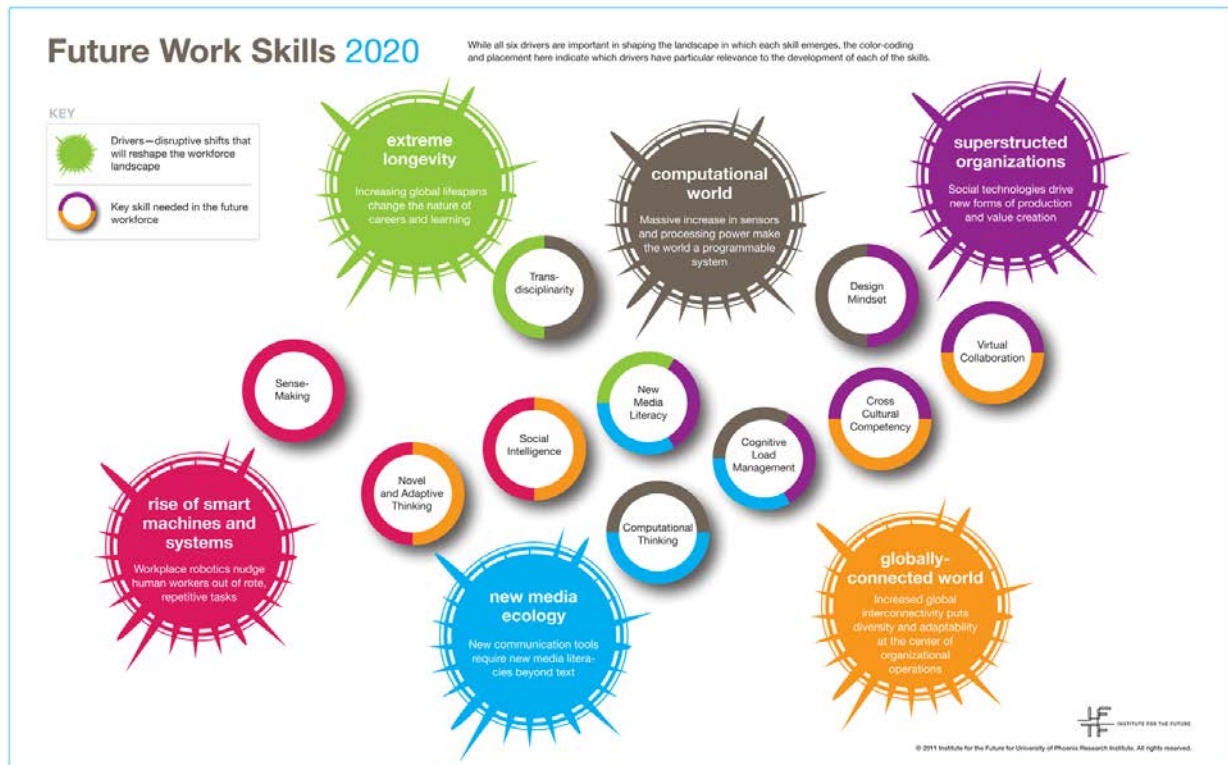 Future Work Skills 2020
While all six drivers are important in shaping the landscape in which each skill emerges, the color-coding
and placement here indicate which drivers have particular relevance to the development of each of the skills.
KEY
Drivers—disruptive shifts that
will reshape the workforce
landscape
Key skill needed in the future
workforce
extreme
longevity
Increasing global lifespans
change the nature of
careers and learning
computational
world
Massive increase in sensors
and processing power make
the world a programmable
system
superstructed
organizations
Social technologies drive
new forms of production
and value creation
Trans-
disciplinarity
Design
Mindset
Virtual
Collaboration
Sense-
Making
New
Media
Literacy
Cross
Cultural
Competency
Social
Intelligence
Cognitive
Load
Management
Novel
and Adaptive
Thinking
Computational
Thinking
rise of smart
machines and
systems
Workplace robotics nudge
human workers out of rote,
repetitive tasks
new media
ecology
New communication tools
require new media litera-
cies beyond text
globally-
connected world
Increased global
interconnectivity puts
diversity and adaptability
at the center of
organizational
operations
INSTITUTE FOR THE FUTURE
© 2011 Institute for the Future for University of Phoenix Research Institute. All rights reserved.